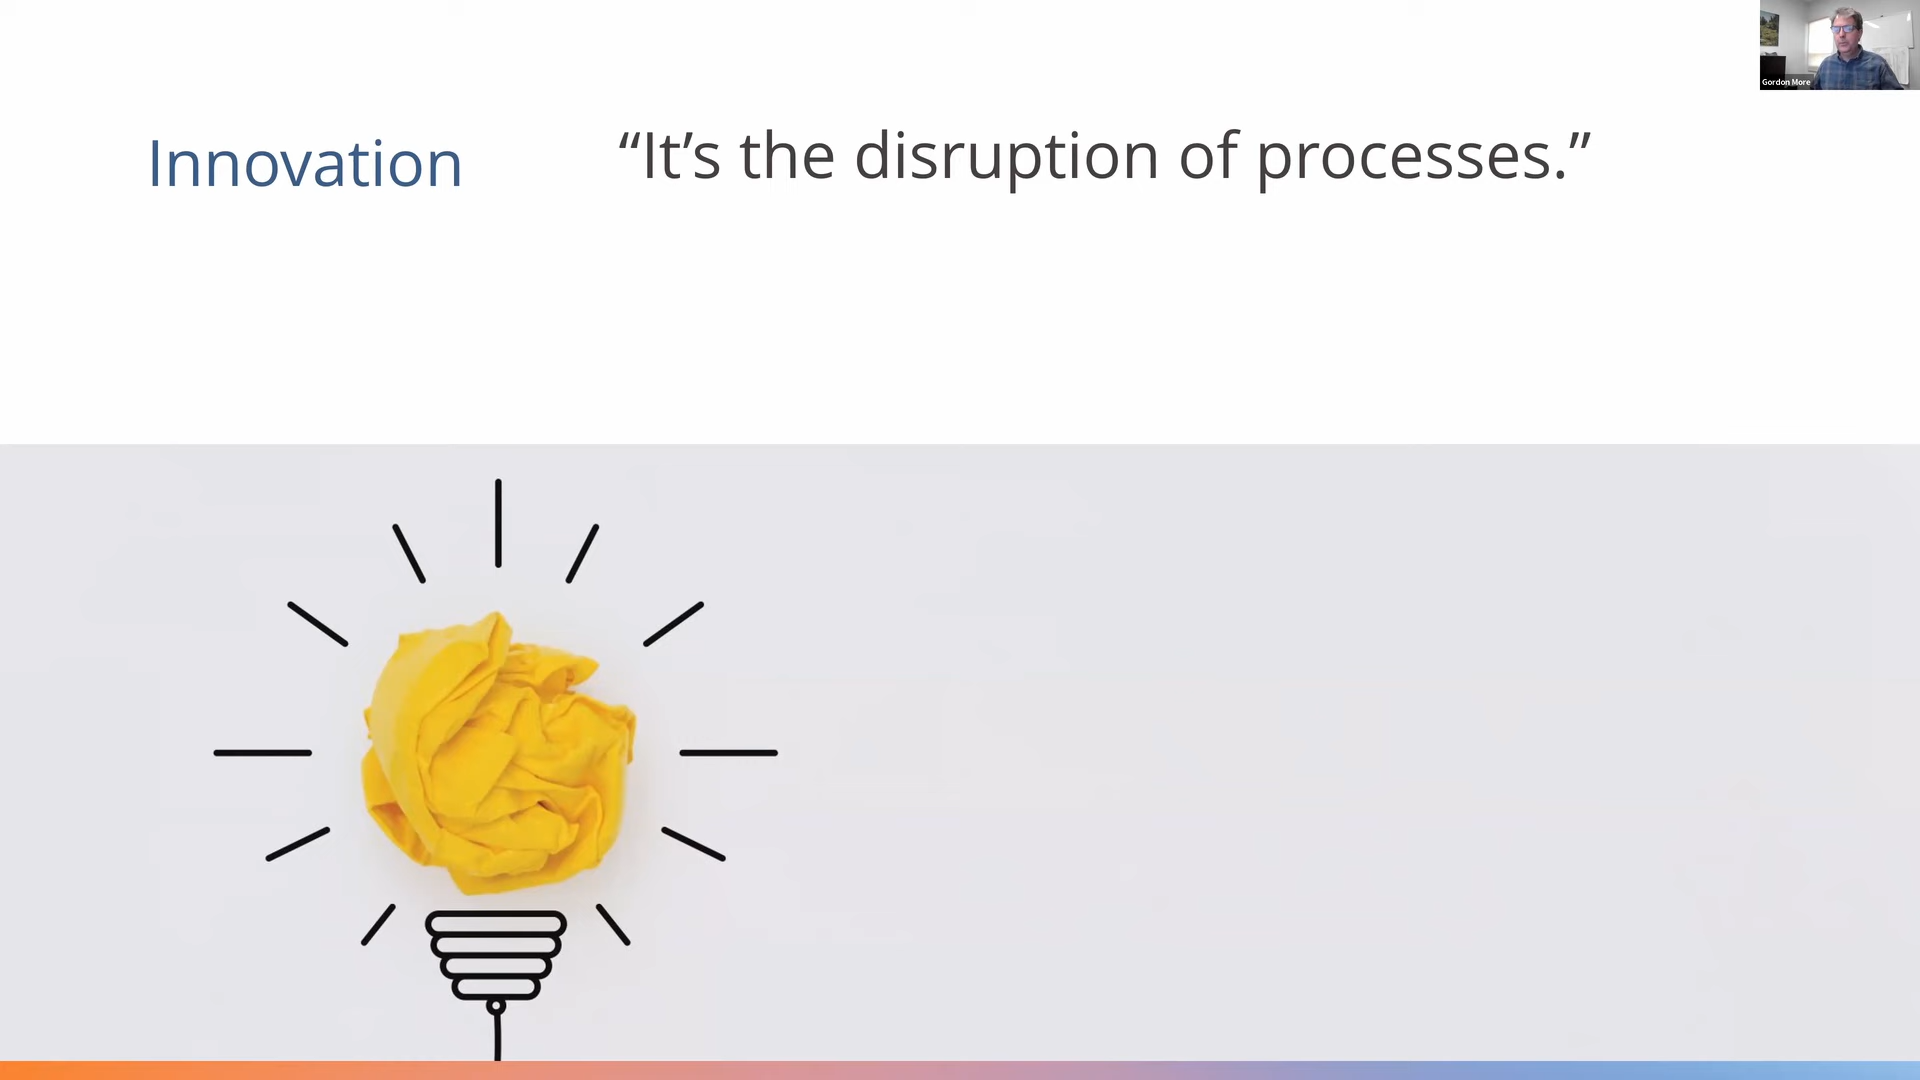 Innovation
“It’s the disruption of processes.”
Gordon More